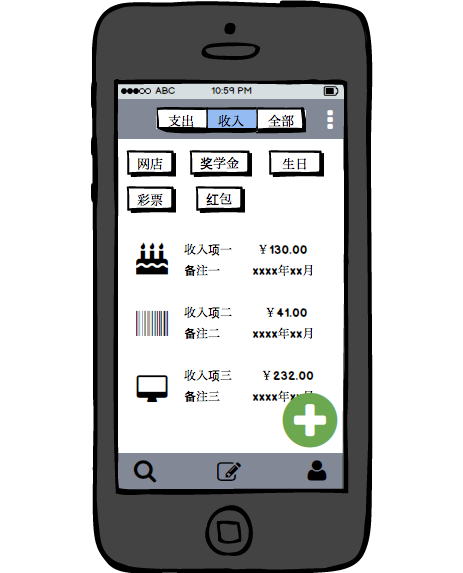 ABC 10:59 PM
支出 收入 全部
网店 奖学金 生日
彩票 红包
收入项一 ￥130.00
备注一 xxxx年xx月
收入项二 ￥41.00
备注二 xxxx年xx月
收入项三 ￥232.00
备注三 xxxx年xx月